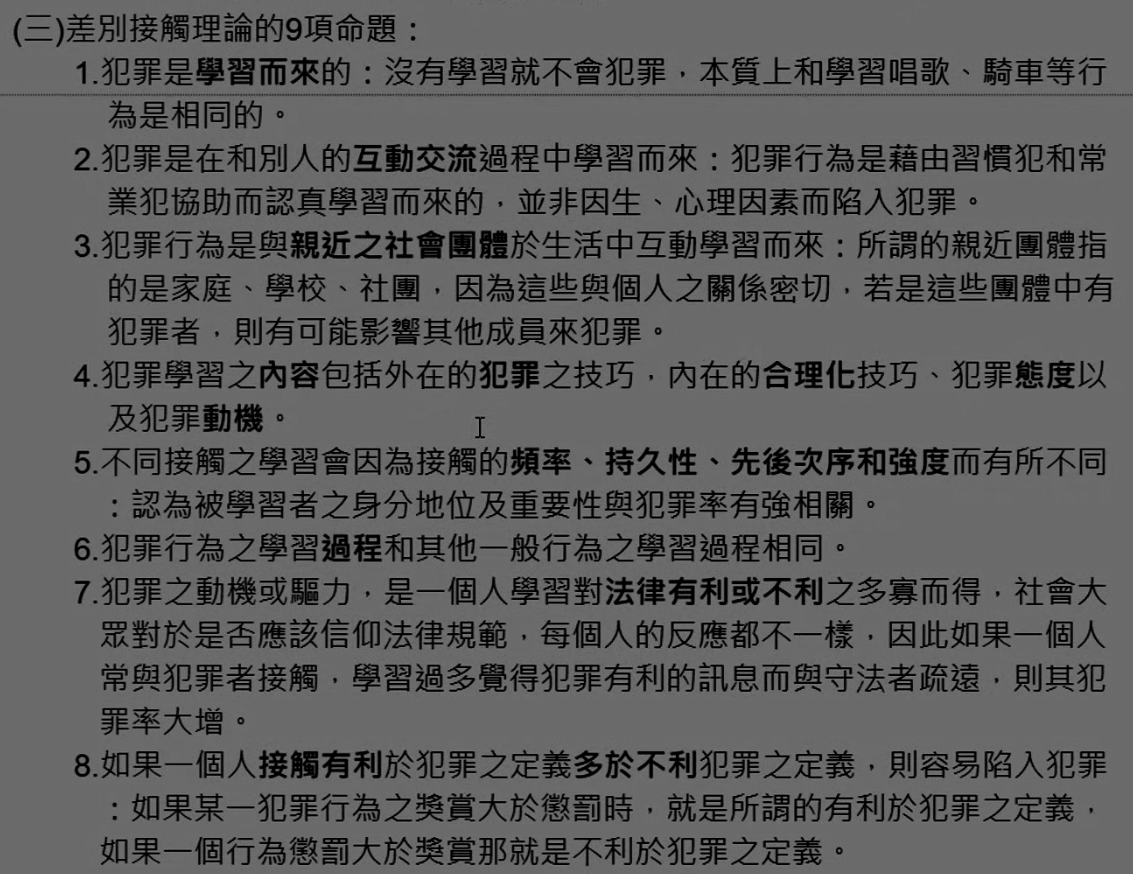 (三)差別接觸理論的9項命題：
1.犯罪是學習而來的：沒有學習就不會犯罪，本質上和學習唱歌、騎車等行
為是相同的。
2.犯罪是在和別人的互動交流過程中學習而來：犯罪行為是藉由習慣犯和常
業犯協助而認真學習而來的，並非因生、心理因素而陷入犯罪。
3.犯罪行為是與親近之社會團體於生活中互動學習而來：所謂的親近團體指
的是家庭、學校、社團，因為這些與個人之關係密切，若是這些團體中有
犯罪者，則有可能影響其他成員來犯罪。
4.犯罪學習之內容包括外在的犯罪之技巧，內在的合理化技巧、犯罪態度以
及犯罪動機。
5.不同接觸之學習會因為接觸的頻率、持久性、先後次序和強度而有所不同
：認為被學習者之身分地位及重要性與犯罪率有強相關。
6.犯罪行為之學習過程和其他一般行為之學習過程相同。
7.犯罪之動機或驅力，是一個人學習對法律有利或不利之多寡而得，社會大
眾對於是否應該信仰法律規範，每個人的反應都不一樣，因此如果一個人
常與犯罪者接觸，學習過多覺得犯罪有利的訊息而與守法者疏遠，則其犯
罪率大增。
8.如果一個人接觸有利於犯罪之定義多於不利犯罪之定義，則容易陷入犯罪
：如果某一犯罪行為之獎賞大於懲罰時，就是所謂的有利於犯罪之定義，
如果一個行為懲罰大於獎賞那就是不利於犯罪之定義。